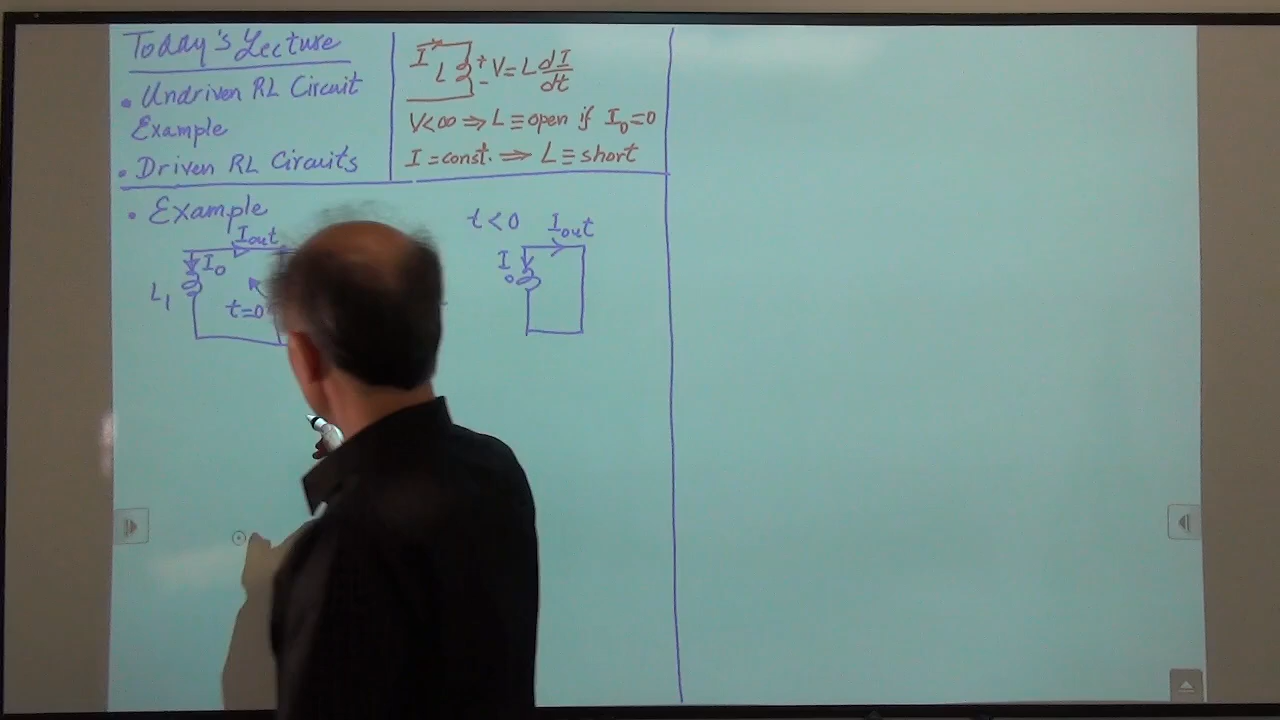 Today's Lecture
• Undriven RL Circuit
Example
• Driven RL Circuits
I L + - V = L dI/dt
V<∞ ⇒ L ≡ open if I₀=0
I = const. ⇒ L ≡ short
• Example
Iout
I₀
L₁
t=0
t<0 Iout
I₀